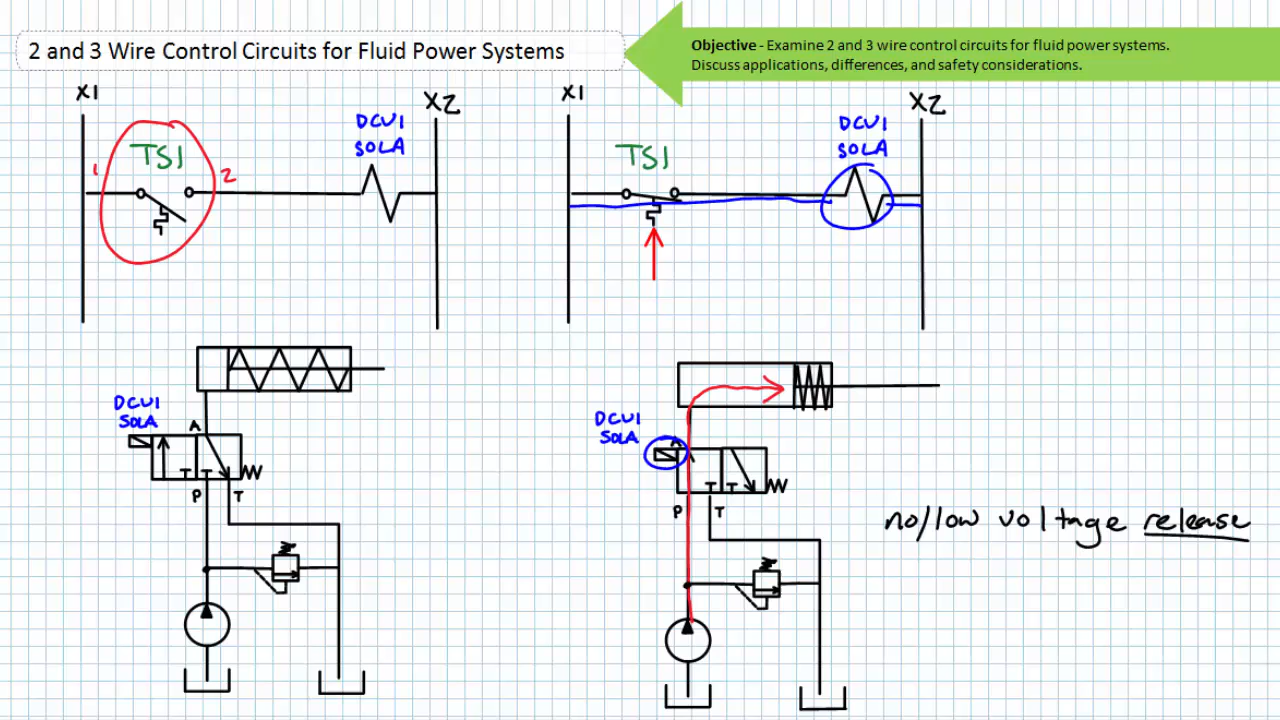 2 and 3 Wire Control Circuits for Fluid Power Systems
Objective - Examine 2 and 3 wire control circuits for fluid power systems.
Discuss applications, differences, and safety considerations.
X1
X2
DCV1
SOLA
TS1
1
2
X1
X2
DCV1
SOLA
TS1
DCV1
SOLA
A
P
T
DCV1
SOLA
A
P
T
no/low voltage release